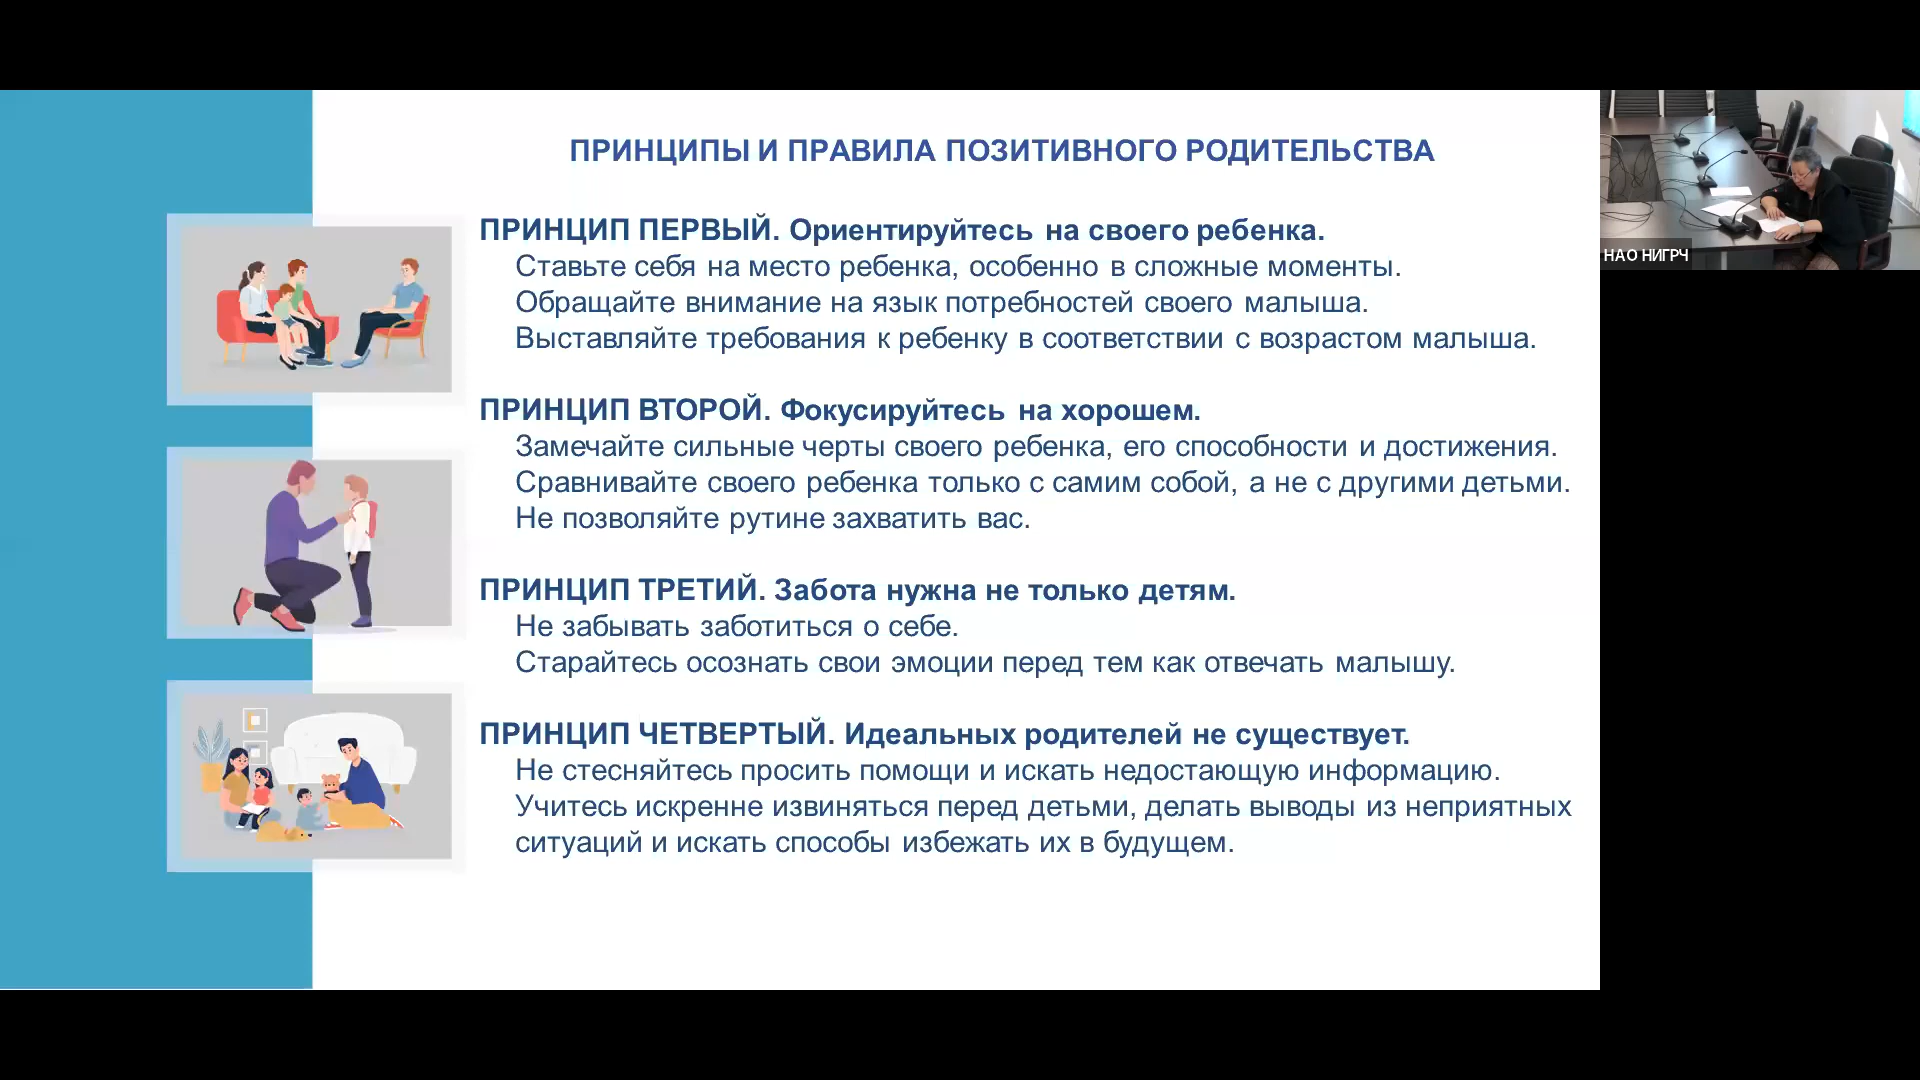 ПРИНЦИПЫ И ПРАВИЛА ПОЗИТИВНОГО РОДИТЕЛЬСТВА
ПРИНЦИП ПЕРВЫЙ. Ориентируйтесь на своего ребенка.
Ставьте себя на место ребенка, особенно в сложные моменты.
Обращайте внимание на язык потребностей своего малыша.
Выставляйте требования к ребенку в соответствии с возрастом малыша.
ПРИНЦИП ВТОРОЙ. Фокусируйтесь на хорошем.
Замечайте сильные черты своего ребенка, его способности и достижения.
Сравнивайте своего ребенка только с самим собой, а не с другими детьми.
Не позволяйте рутине захватить вас.
ПРИНЦИП ТРЕТИЙ. Забота нужна не только детям.
Не забывать заботиться о себе.
Старайтесь осознать свои эмоции перед тем как отвечать малышу.
ПРИНЦИП ЧЕТВЕРТЫЙ. Идеальных родителей не существует.
Не стесняйтесь просить помощи и искать недостающую информацию.
Учитесь искренне извиняться перед детьми, делать выводы из неприятных
ситуаций и искать способы избежать их в будущем.
НАО НИГРЧ